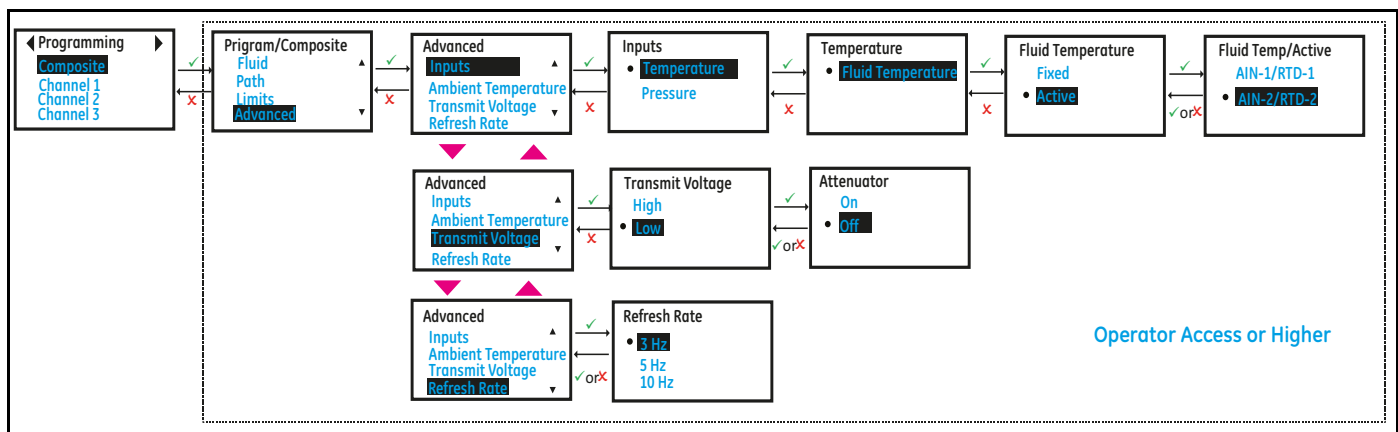 Programming
Composite
Channel 1
Channel 2
Channel 3
✓
x
Prigram/Composite
Fluid
Path
Limits
Advanced
✓
x
Advanced
Inputs
Ambient Temperature
Transmit Voltage
Refresh Rate
✓
x
Inputs
• Temperature
Pressure
✓
x
Temperature
• Fluid Temperature
✓
x
Fluid Temperature
Fixed
• Active
✓
✓orx
Fluid Temp/Active
AIN-1/RTD-1
• AIN-2/RTD-2
Advanced
Inputs
Ambient Temperature
Transmit Voltage
Refresh Rate
✓
x
Transmit Voltage
High
• Low
✓
✓orx
Attenuator
On
• Off
Advanced
Inputs
Ambient Temperature
Transmit Voltage
Refresh Rate
✓
✓orx
Refresh Rate
• 3 Hz
5 Hz
10 Hz
Operator Access or Higher